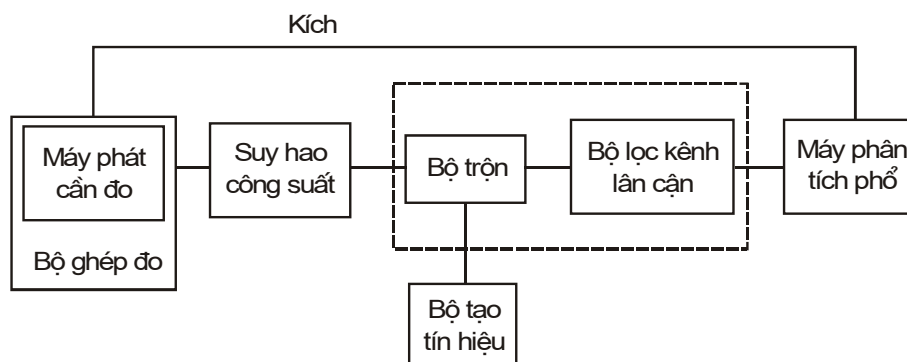 Kích
Máy phát
cần đo
Bộ ghép đo
Suy hao
công suất
Bộ trộn
Bộ lọc kênh
lân cận
Máy phân
tích phổ
Bộ tạo
tín hiệu